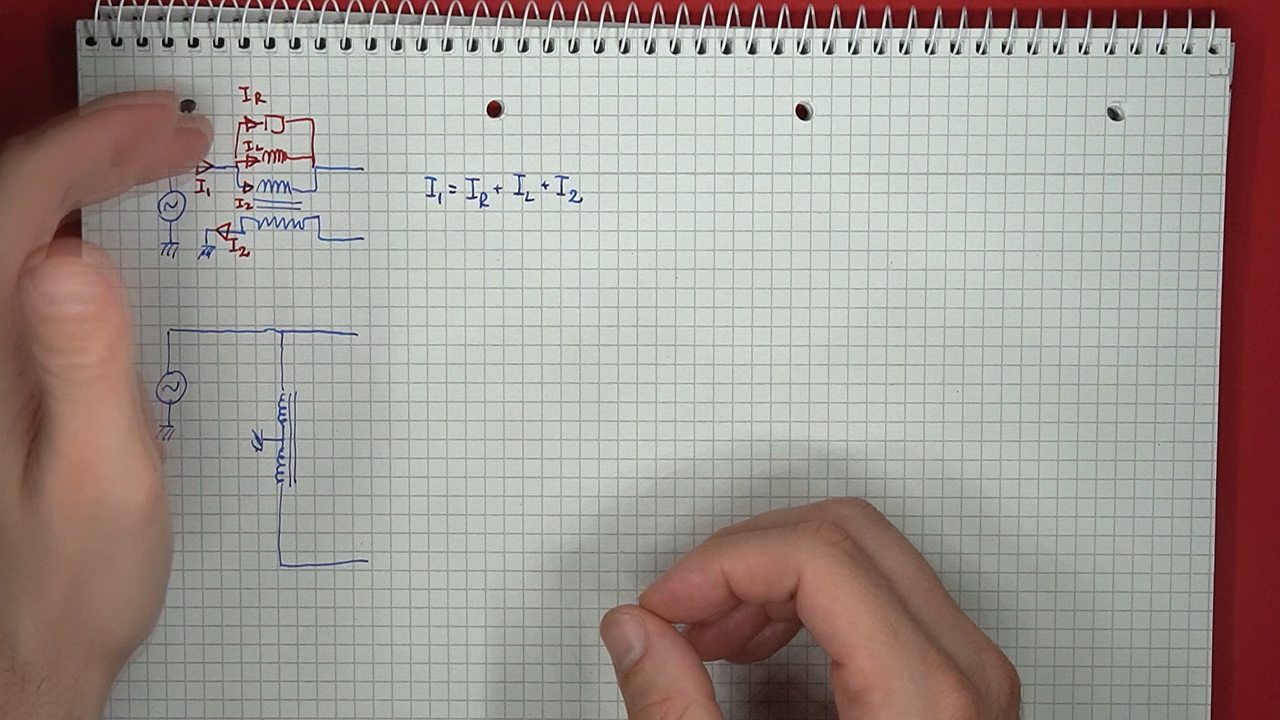 I_R
I_L
I_1
I_2
I_2
I_1 = I_R + I_L + I_2